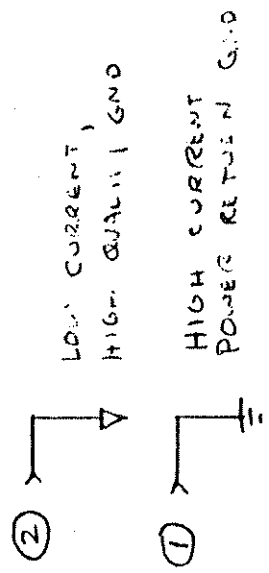 2
LOW CURRENT,
HIGH QUALITY GND
1
HIGH CURRENT
POWER RETURN GND